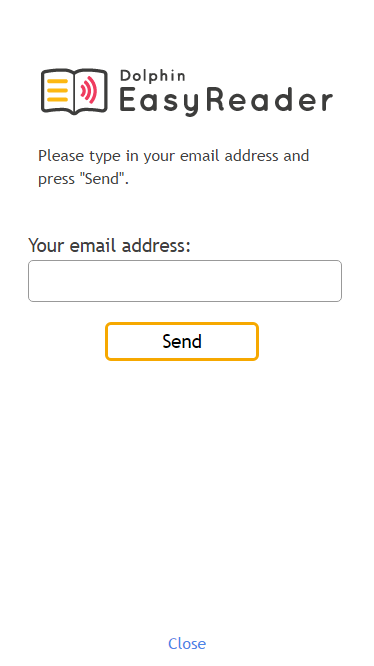 Dolphin
EasyReader
Please type in your email address and
press "Send".
Your email address:
Send
Close